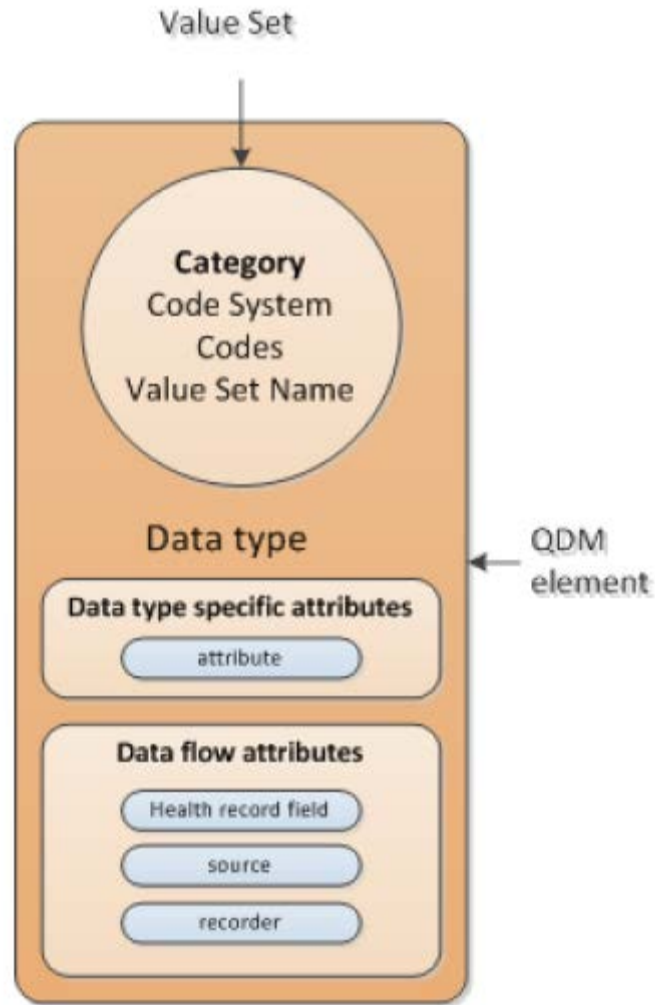 Value Set
Category
Code System
Codes
Value Set Name
Data type
QDM
element
Data type specific attributes
attribute
Data flow attributes
Health record field
source
recorder